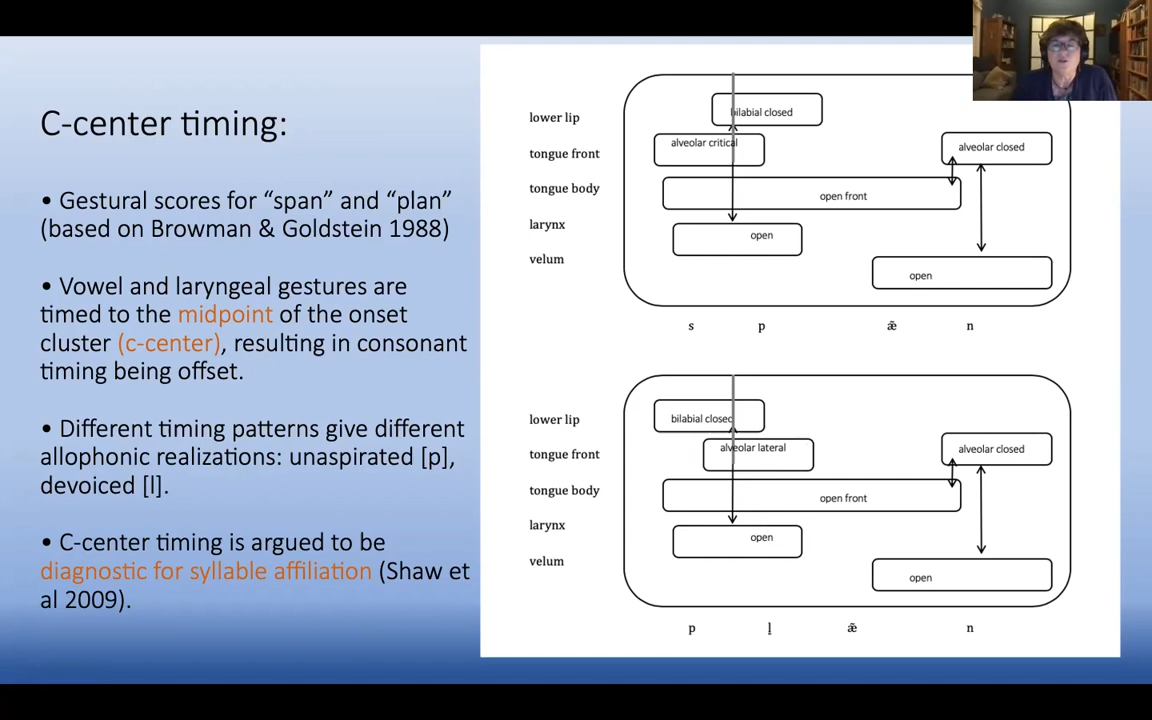 C-center timing:
• Gestural scores for “span” and “plan”
(based on Browman & Goldstein 1988)
• Vowel and laryngeal gestures are
timed to the midpoint of the onset
cluster (c-center), resulting in consonant
timing being offset.
• Different timing patterns give different
allophonic realizations: unaspirated [p],
devoiced [l].
• C-center timing is argued to be
diagnostic for syllable affiliation (Shaw et
al 2009).
lower lip
bilabial closed
tongue front
alveolar critical
alveolar closed
tongue body
open front
larynx
open
velum
open
s p æ̃ n
lower lip
bilabial closed
tongue front
alveolar lateral
alveolar closed
tongue body
open front
larynx
open
velum
open
p l̥ æ̃ n